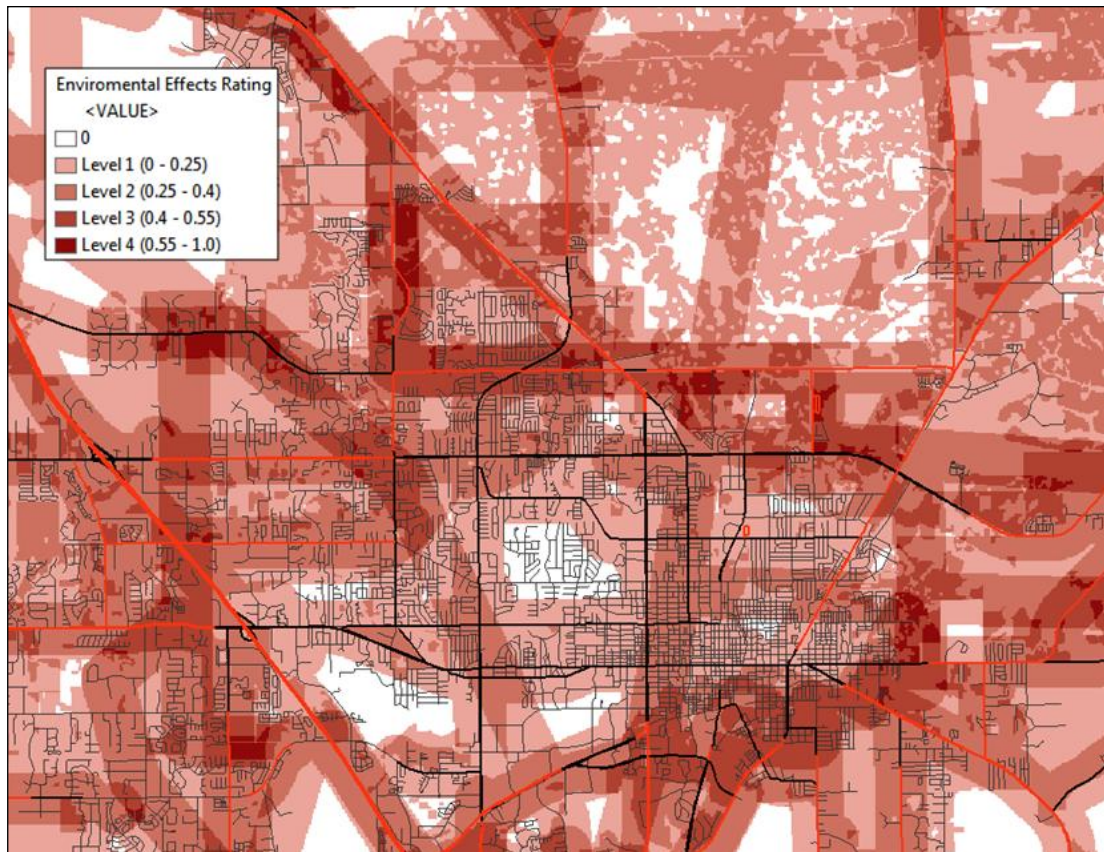 Enviromental Effects Rating
<VALUE>
0
Level 1 (0 - 0.25)
Level 2 (0.25 - 0.4)
Level 3 (0.4 - 0.55)
Level 4 (0.55 - 1.0)